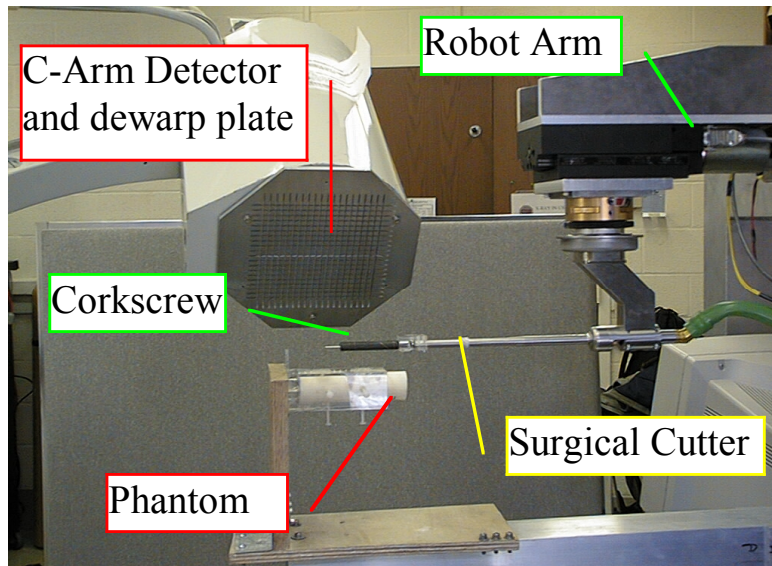 C-Arm Detector
and dewarp plate
Robot Arm
Corkscrew
Surgical Cutter
Phantom